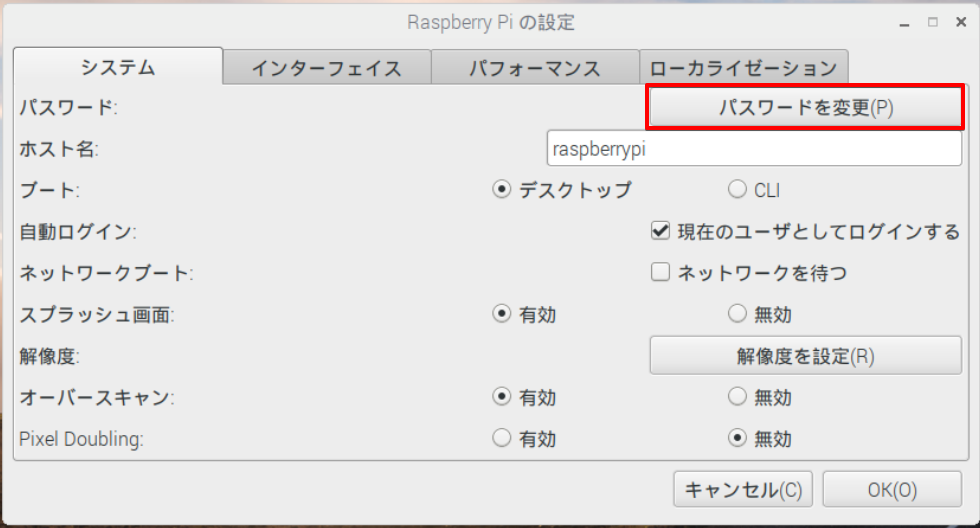 Raspberry Pi の設定
システム インターフェイス パフォーマンス ローカライゼーション
パスワード: パスワードを変更(P)
ホスト名: raspberrypi
ブート: デスクトップ CLI
自動ログイン: 現在のユーザとしてログインする
ネットワークブート: ネットワークを待つ
スプラッシュ画面: 有効 無効
解像度: 解像度を設定(R)
オーバースキャン: 有効 無効
Pixel Doubling: 有効 無効
キャンセル(C) OK(O)